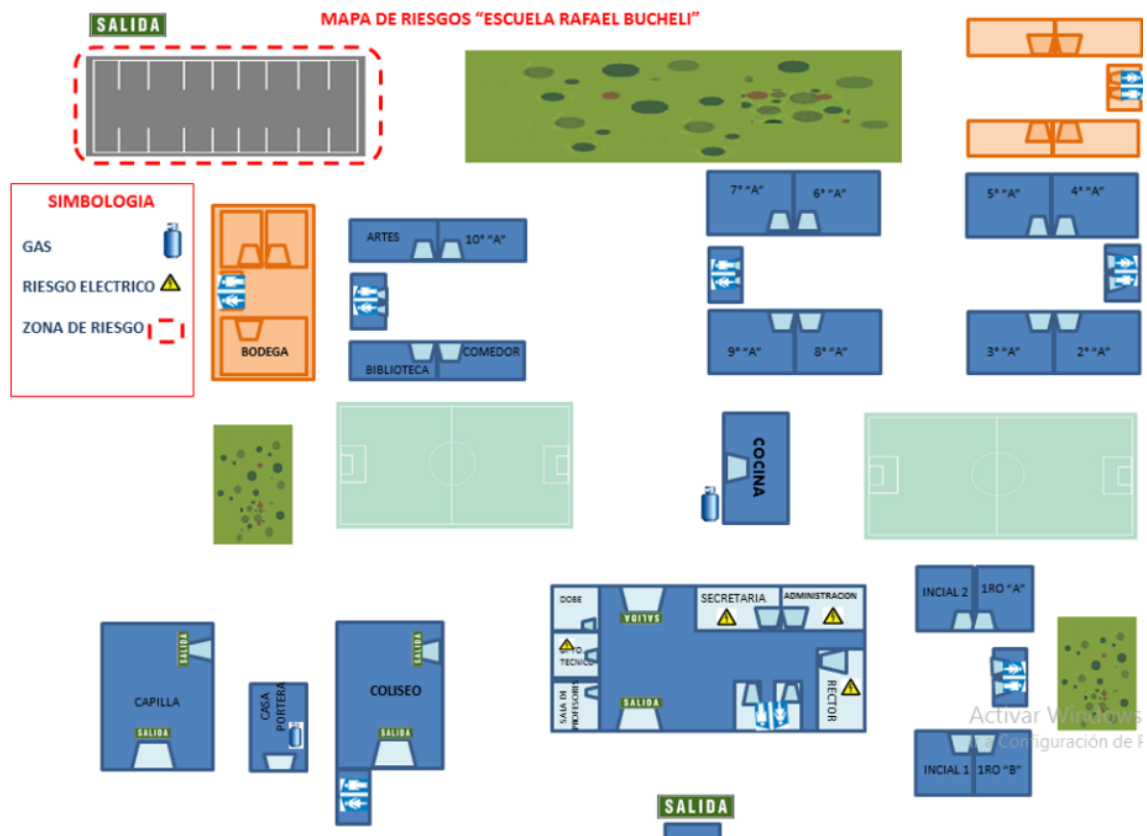 MAPA DE RIESGOS “ESCUELA RAFAEL BUCHELI”
SALIDA
SIMBOLOGIA
GAS
RIESGO ELECTRICO
ZONA DE RIESGO
BODEGA
ARTES
10° “A”
BIBLIOTECA
COMEDOR
7° “A”
6° “A”
9° “A”
8° “A”
5° “A”
4° “A”
3° “A”
2° “A”
COCINA
CAPILLA
SALIDA
SALIDA
CASA PORTERA
COLISEO
SALIDA
SALIDA
DOBE
TECNICO
SALA DE PROFESORES
SALIDA
SALIDA
SECRETARIA
ADMINISTRACION
RECTOR
INCIAL 2
1RO “A”
INCIAL 1
1RO “B”
SALIDA
Activar Windows
a Configuración de